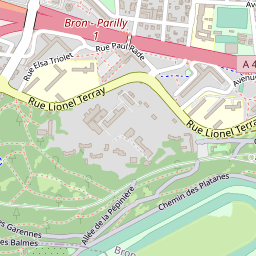 Bron - Parilly
1
Rue Paul Pade
Rue Elsa Triolet
A 4
Avenue
Rue Lionel Terray
Rue Lionel Terray
Chemin des Platanes
Allée de la Pépinière
es Garennes
es Balmes
Bron